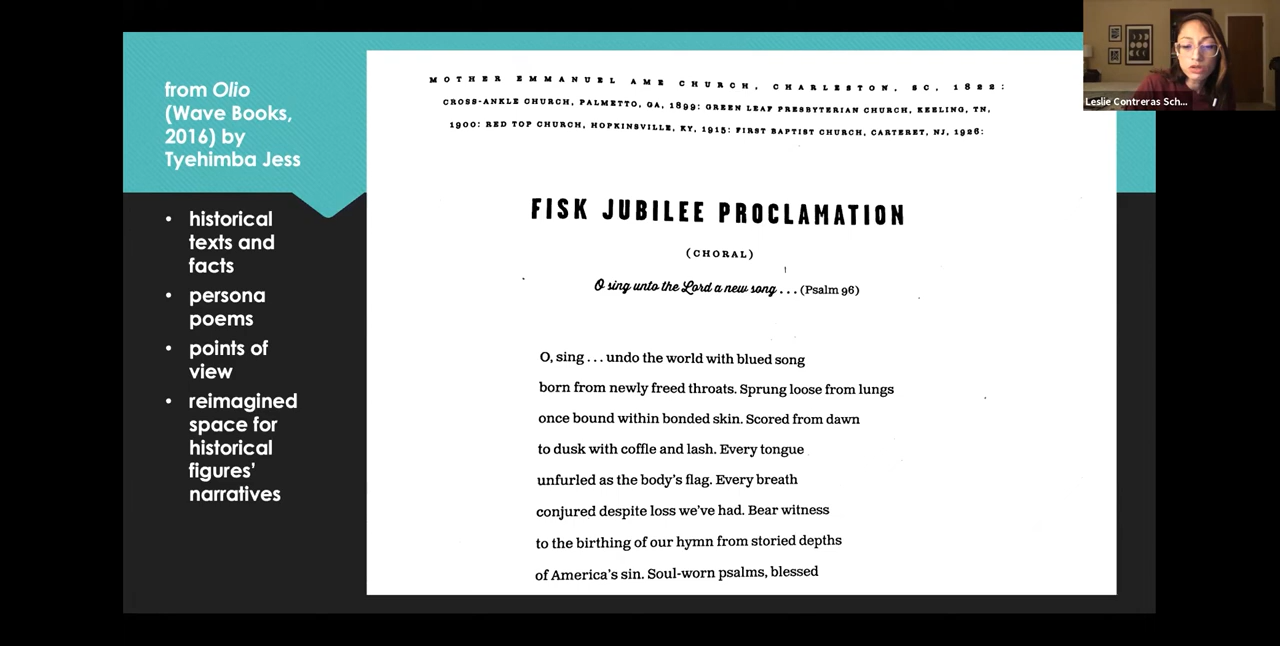 from Olio
(Wave Books,
2016) by
Tyehimba Jess
• historical
texts and
facts
• persona
poems
• points of
view
• reimagined
space for
historical
figures’
narratives
MOTHER EMMANUEL AME CHURCH, CHARLESTON, SC, 1822:
CROSS-ANKLE CHURCH, PALMETTO, GA, 1899: GREEN LEAF PRESBYTERIAN CHURCH, KEELING, TN,
1900: RED TOP CHURCH, HOPKINSVILLE, KY, 1915: FIRST BAPTIST CHURCH, CARTERET, NJ, 1926:
FISK JUBILEE PROCLAMATION
(CHORAL)
O sing unto the Lord a new song . . . (Psalm 96)
O, sing . . . undo the world with blued song
born from newly freed throats. Sprung loose from lungs
once bound within bonded skin. Scored from dawn
to dusk with coffle and lash. Every tongue
unfurled as the body’s flag. Every breath
conjured despite loss we’ve had. Bear witness
to the birthing of our hymn from storied depths
of America’s sin. Soul-worn psalms, blessed
Leslie Contreras Sch...